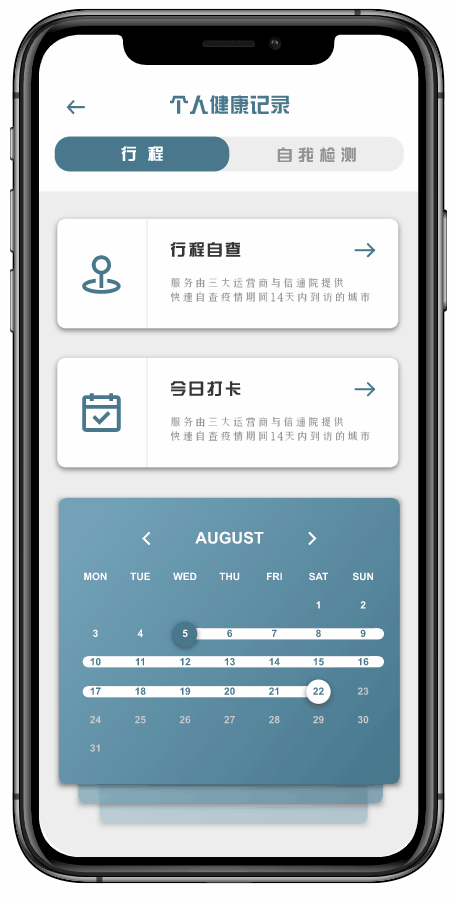 个人健康记录
行程 自我检测
行程自查
服务由三大运营商与信通院提供
快速自查疫情期间14天内到访的城市
今日打卡
服务由三大运营商与信通院提供
快速自查疫情期间14天内到访的城市
AUGUST
MON TUE WED THU FRI SAT SUN
1 2
3 4 5 6 7 8 9
10 11 12 13 14 15 16
17 18 19 20 21 22 23
24 25 26 27 28 29 30
31